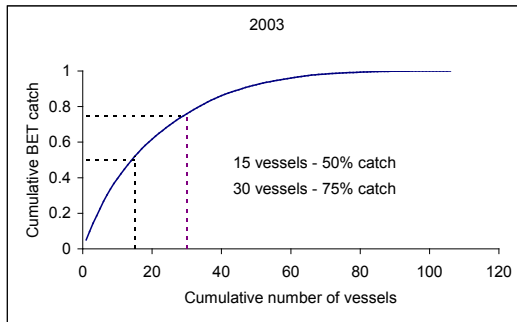 2003
Cumulative BET catch
1
0.8
0.6
0.4
0.2
0
15 vessels - 50% catch
30 vessels - 75% catch
0 20 40 60 80 100 120
Cumulative number of vessels